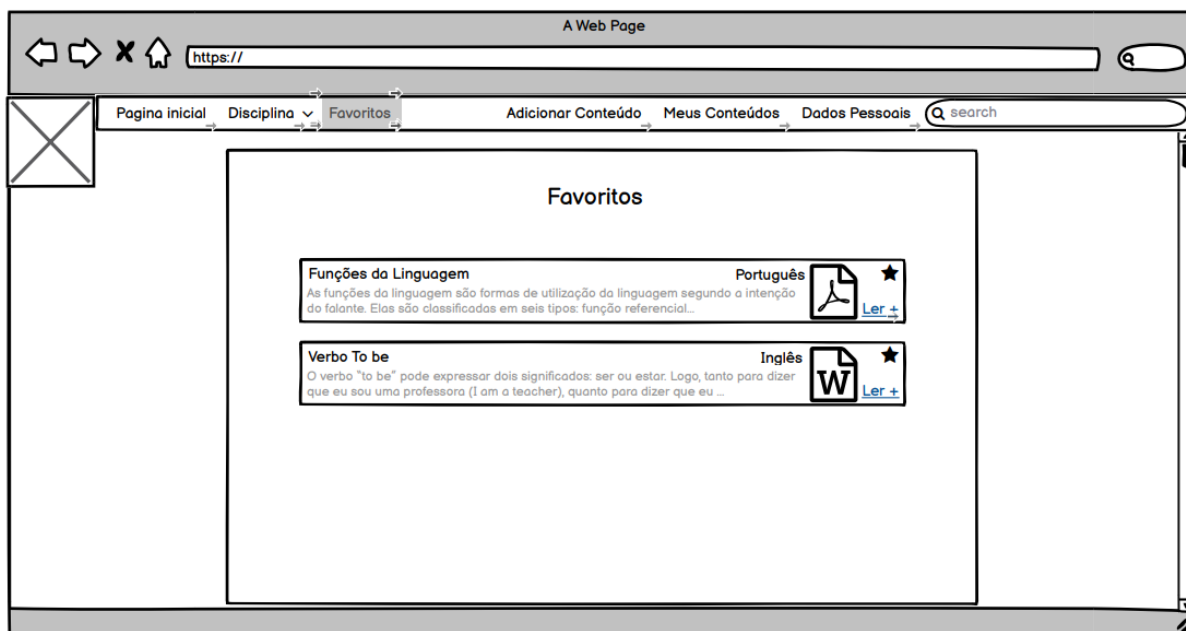 A Web Page
https://
Pagina inicial Disciplina Favoritos Adicionar Conteúdo Meus Conteúdos Dados Pessoais search
Favoritos
Funções da Linguagem Português
As funções da linguagem são formas de utilização da linguagem segundo a intenção
do falante. Elas são classificadas em seis tipos: função referencial...
Ler +
Verbo To be Inglês
O verbo "to be" pode expressar dois significados: ser ou estar. Logo, tanto para dizer
que eu sou uma professora (I am a teacher), quanto para dizer que eu ...
W
Ler +